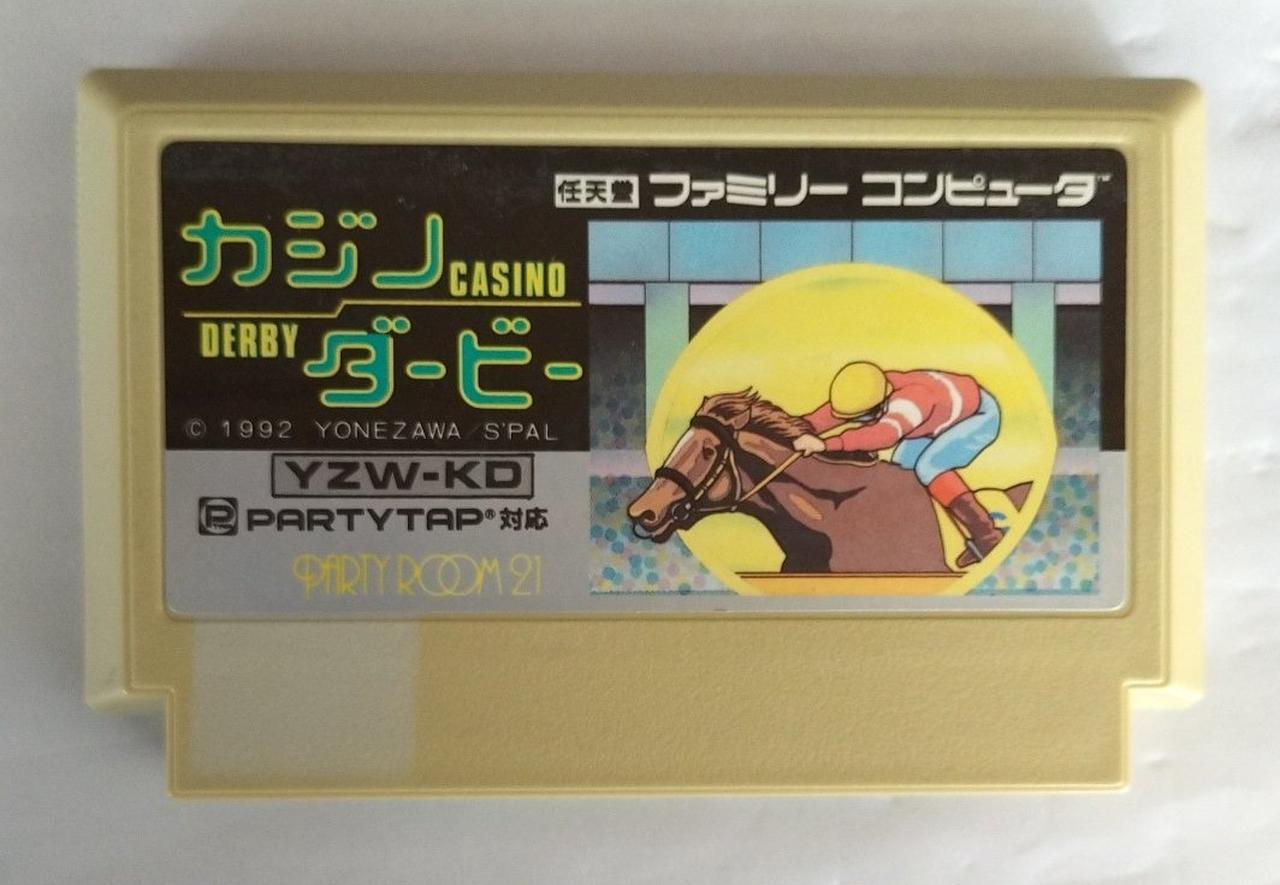 任天堂 ファミリー コンピュータ™
カジノ CASINO
DERBY ダービー
© 1992 YONEZAWA/S'PAL
YZW-KD
P PARTYTAP® 対応
PARTY ROOM 21